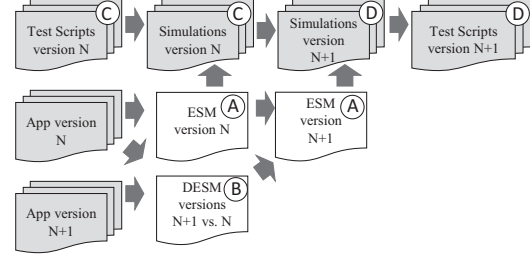 C
Test Scripts
version N
C
Simulations
version N
D
Simulations
version
N+1
D
Test Scripts
version N+1
App version
N
A
ESM
version N
A
ESM
version
N+1
App version
N+1
B
DESM
versions
N+1 vs. N